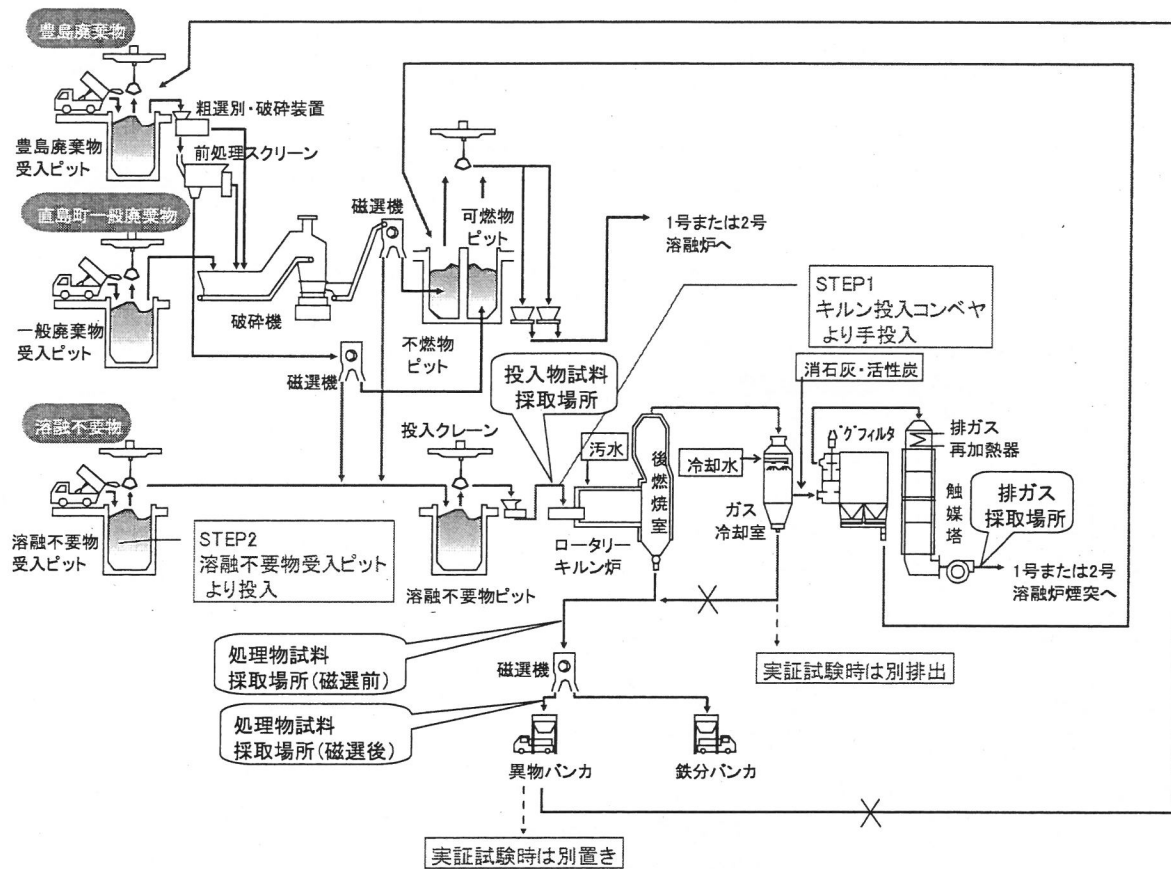 豊島廃棄物
粗選別・破砕装置
豊島廃棄物
受入ピット
前処理スクリーン
直島町一般廃棄物
磁選機
可燃物
ピット
1号または2号
溶融炉へ
STEP1
キルン投入コンベヤ
より手投入
破砕機
一般廃棄物
受入ピット
不燃物
ピット
磁選機
投入物試料
採取場所
消石灰・活性炭
溶融不要物
投入クレーン
汚水
後燃焼室
冷却水
バグフィルタ
排ガス
再加熱器
触媒塔
排ガス
採取場所
ガス
冷却室
溶融不要物
受入ピット
STEP2
溶融不要物受入ピット
より投入
ロータリー
キルン炉
溶融不要物ピット
1号または2号
溶融炉煙突へ
処理物試料
採取場所(磁選前)
磁選機
実証試験時は別排出
処理物試料
採取場所(磁選後)
異物バンカ
鉄分バンカ
実証試験時は別置き